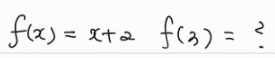 f(x) = x+2 f(3) = ?